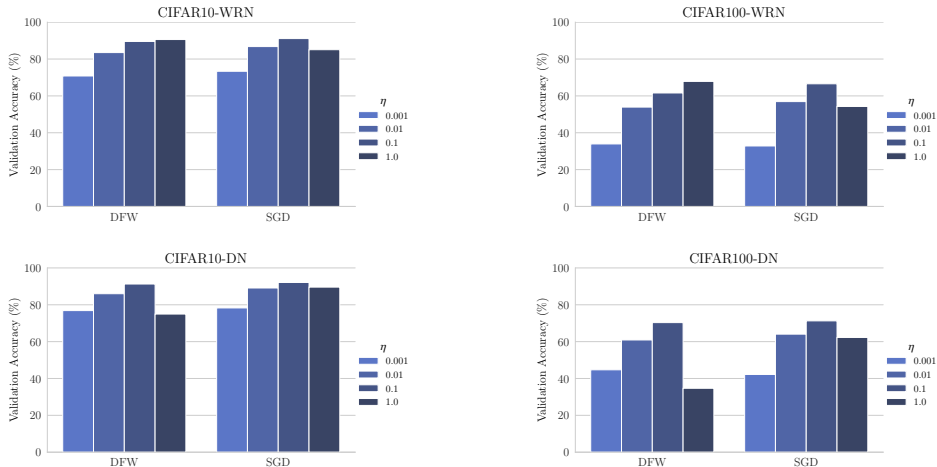 CIFAR10-WRN
Validation Accuracy (%)
100
80
60
40
20
0
DFW
SGD
η
0.001
0.01
0.1
1.0
CIFAR100-WRN
Validation Accuracy (%)
100
80
60
40
20
0
DFW
SGD
η
0.001
0.01
0.1
1.0
CIFAR10-DN
Validation Accuracy (%)
100
80
60
40
20
0
DFW
SGD
η
0.001
0.01
0.1
1.0
CIFAR100-DN
Validation Accuracy (%)
100
80
60
40
20
0
DFW
SGD
η
0.001
0.01
0.1
1.0